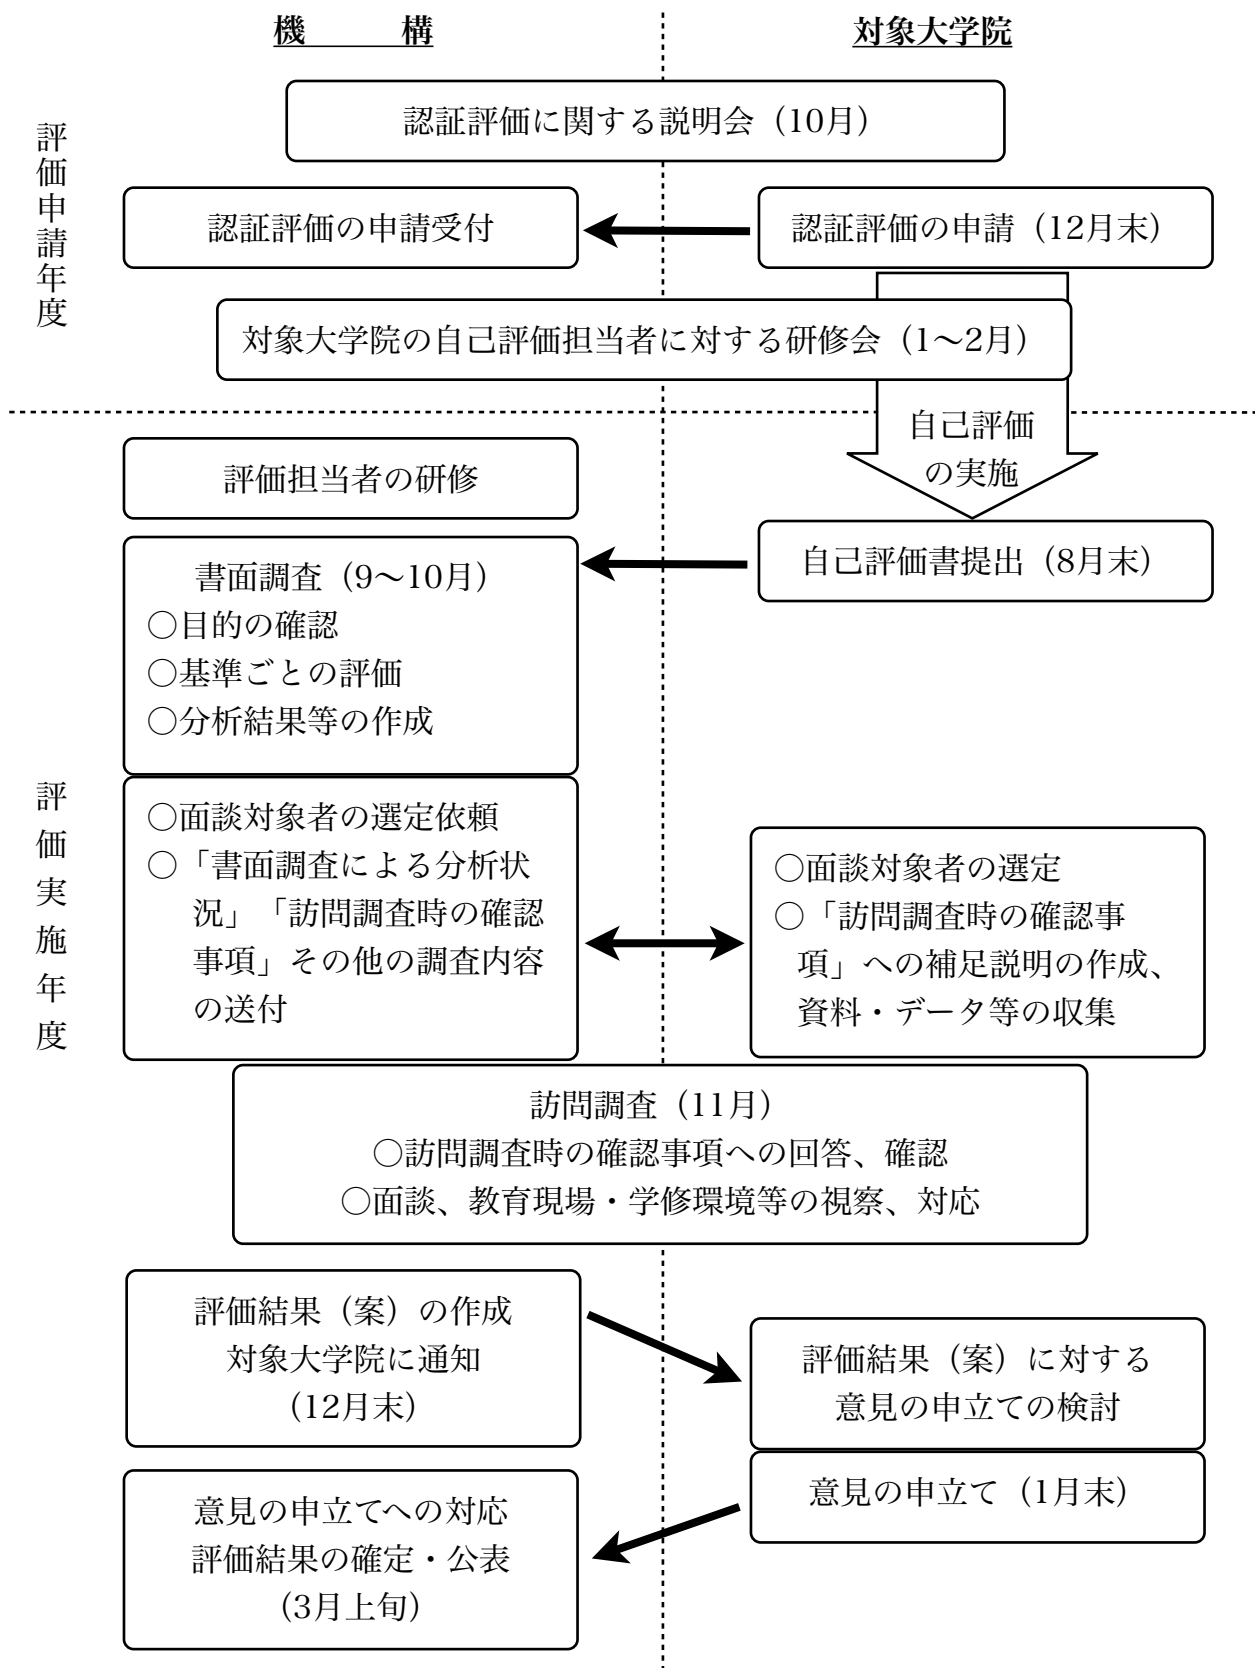 機　　　構
対象大学院
評価申請年度
認証評価に関する説明会（10月）
認証評価の申請受付
認証評価の申請（12月末）
対象大学院の自己評価担当者に対する研修会（1〜2月）
自己評価
の実施
評価実施年度
評価担当者の研修
自己評価書提出（8月末）
書面調査（9〜10月）
○目的の確認
○基準ごとの評価
○分析結果等の作成
○面談対象者の選定依頼
○「書面調査による分析状
況」「訪問調査時の確認
事項」その他の調査内容
の送付
○面談対象者の選定
○「訪問調査時の確認事
項」への補足説明の作成、
資料・データ等の収集
訪問調査（11月）
○訪問調査時の確認事項への回答、確認
○面談、教育現場・学修環境等の視察、対応
評価結果（案）の作成
対象大学院に通知
（12月末）
評価結果（案）に対する
意見の申立ての検討
意見の申立て（1月末）
意見の申立てへの対応
評価結果の確定・公表
（3月上旬）